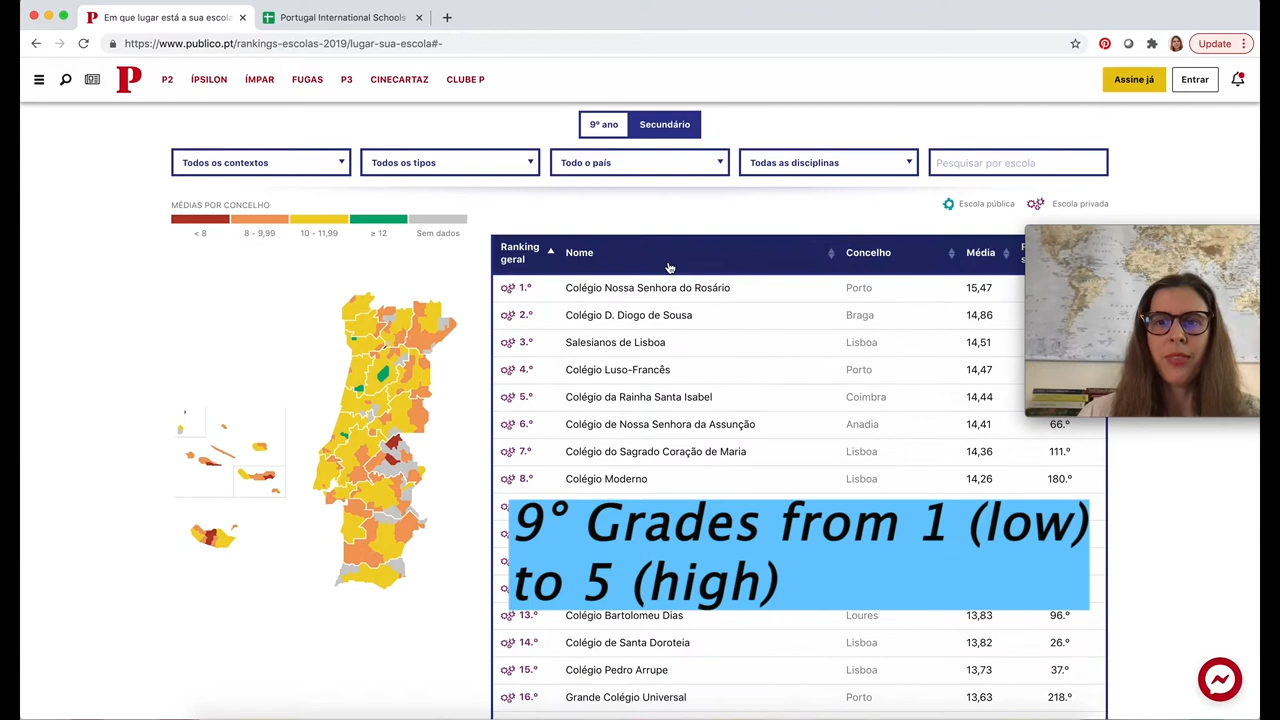 Em que lugar está a sua escola
Portugal International Schools
https://www.publico.pt/rankings-escolas-2019/lugar-sua-escola#-
Update
P
P2
ÍPSILON
ÍMPAR
FUGAS
P3
CINECARTAZ
CLUBE P
Assine já
Entrar
9º ano
Secundário
Todos os contextos
Todos os tipos
Todo o país
Todas as disciplinas
Pesquisar por escola
MÉDIAS POR CONCELHO
< 8
8 - 9,99
10 - 11,99
≥ 12
Sem dados
Escola pública
Escola privada
Ranking geral
Nome
Concelho
Média
1.º Colégio Nossa Senhora do Rosário Porto 15,47
2.º Colégio D. Diogo de Sousa Braga 14,86
3.º Salesianos de Lisboa Lisboa 14,51
4.º Colégio Luso-Francês Porto 14,47
5.º Colégio da Rainha Santa Isabel Coimbra 14,44
6.º Colégio de Nossa Senhora da Assunção Anadia 14,41 66.º
7.º Colégio do Sagrado Coração de Maria Lisboa 14,36 111.º
8.º Colégio Moderno Lisboa 14,26 180.º
9° Grades from 1 (low)
to 5 (high)
13.º Colégio Bartolomeu Dias Loures 13,83 96.º
14.º Colégio de Santa Doroteia Lisboa 13,82 26.º
15.º Colégio Pedro Arrupe Lisboa 13,73 37.º
16.º Grande Colégio Universal Porto 13,63 218.º